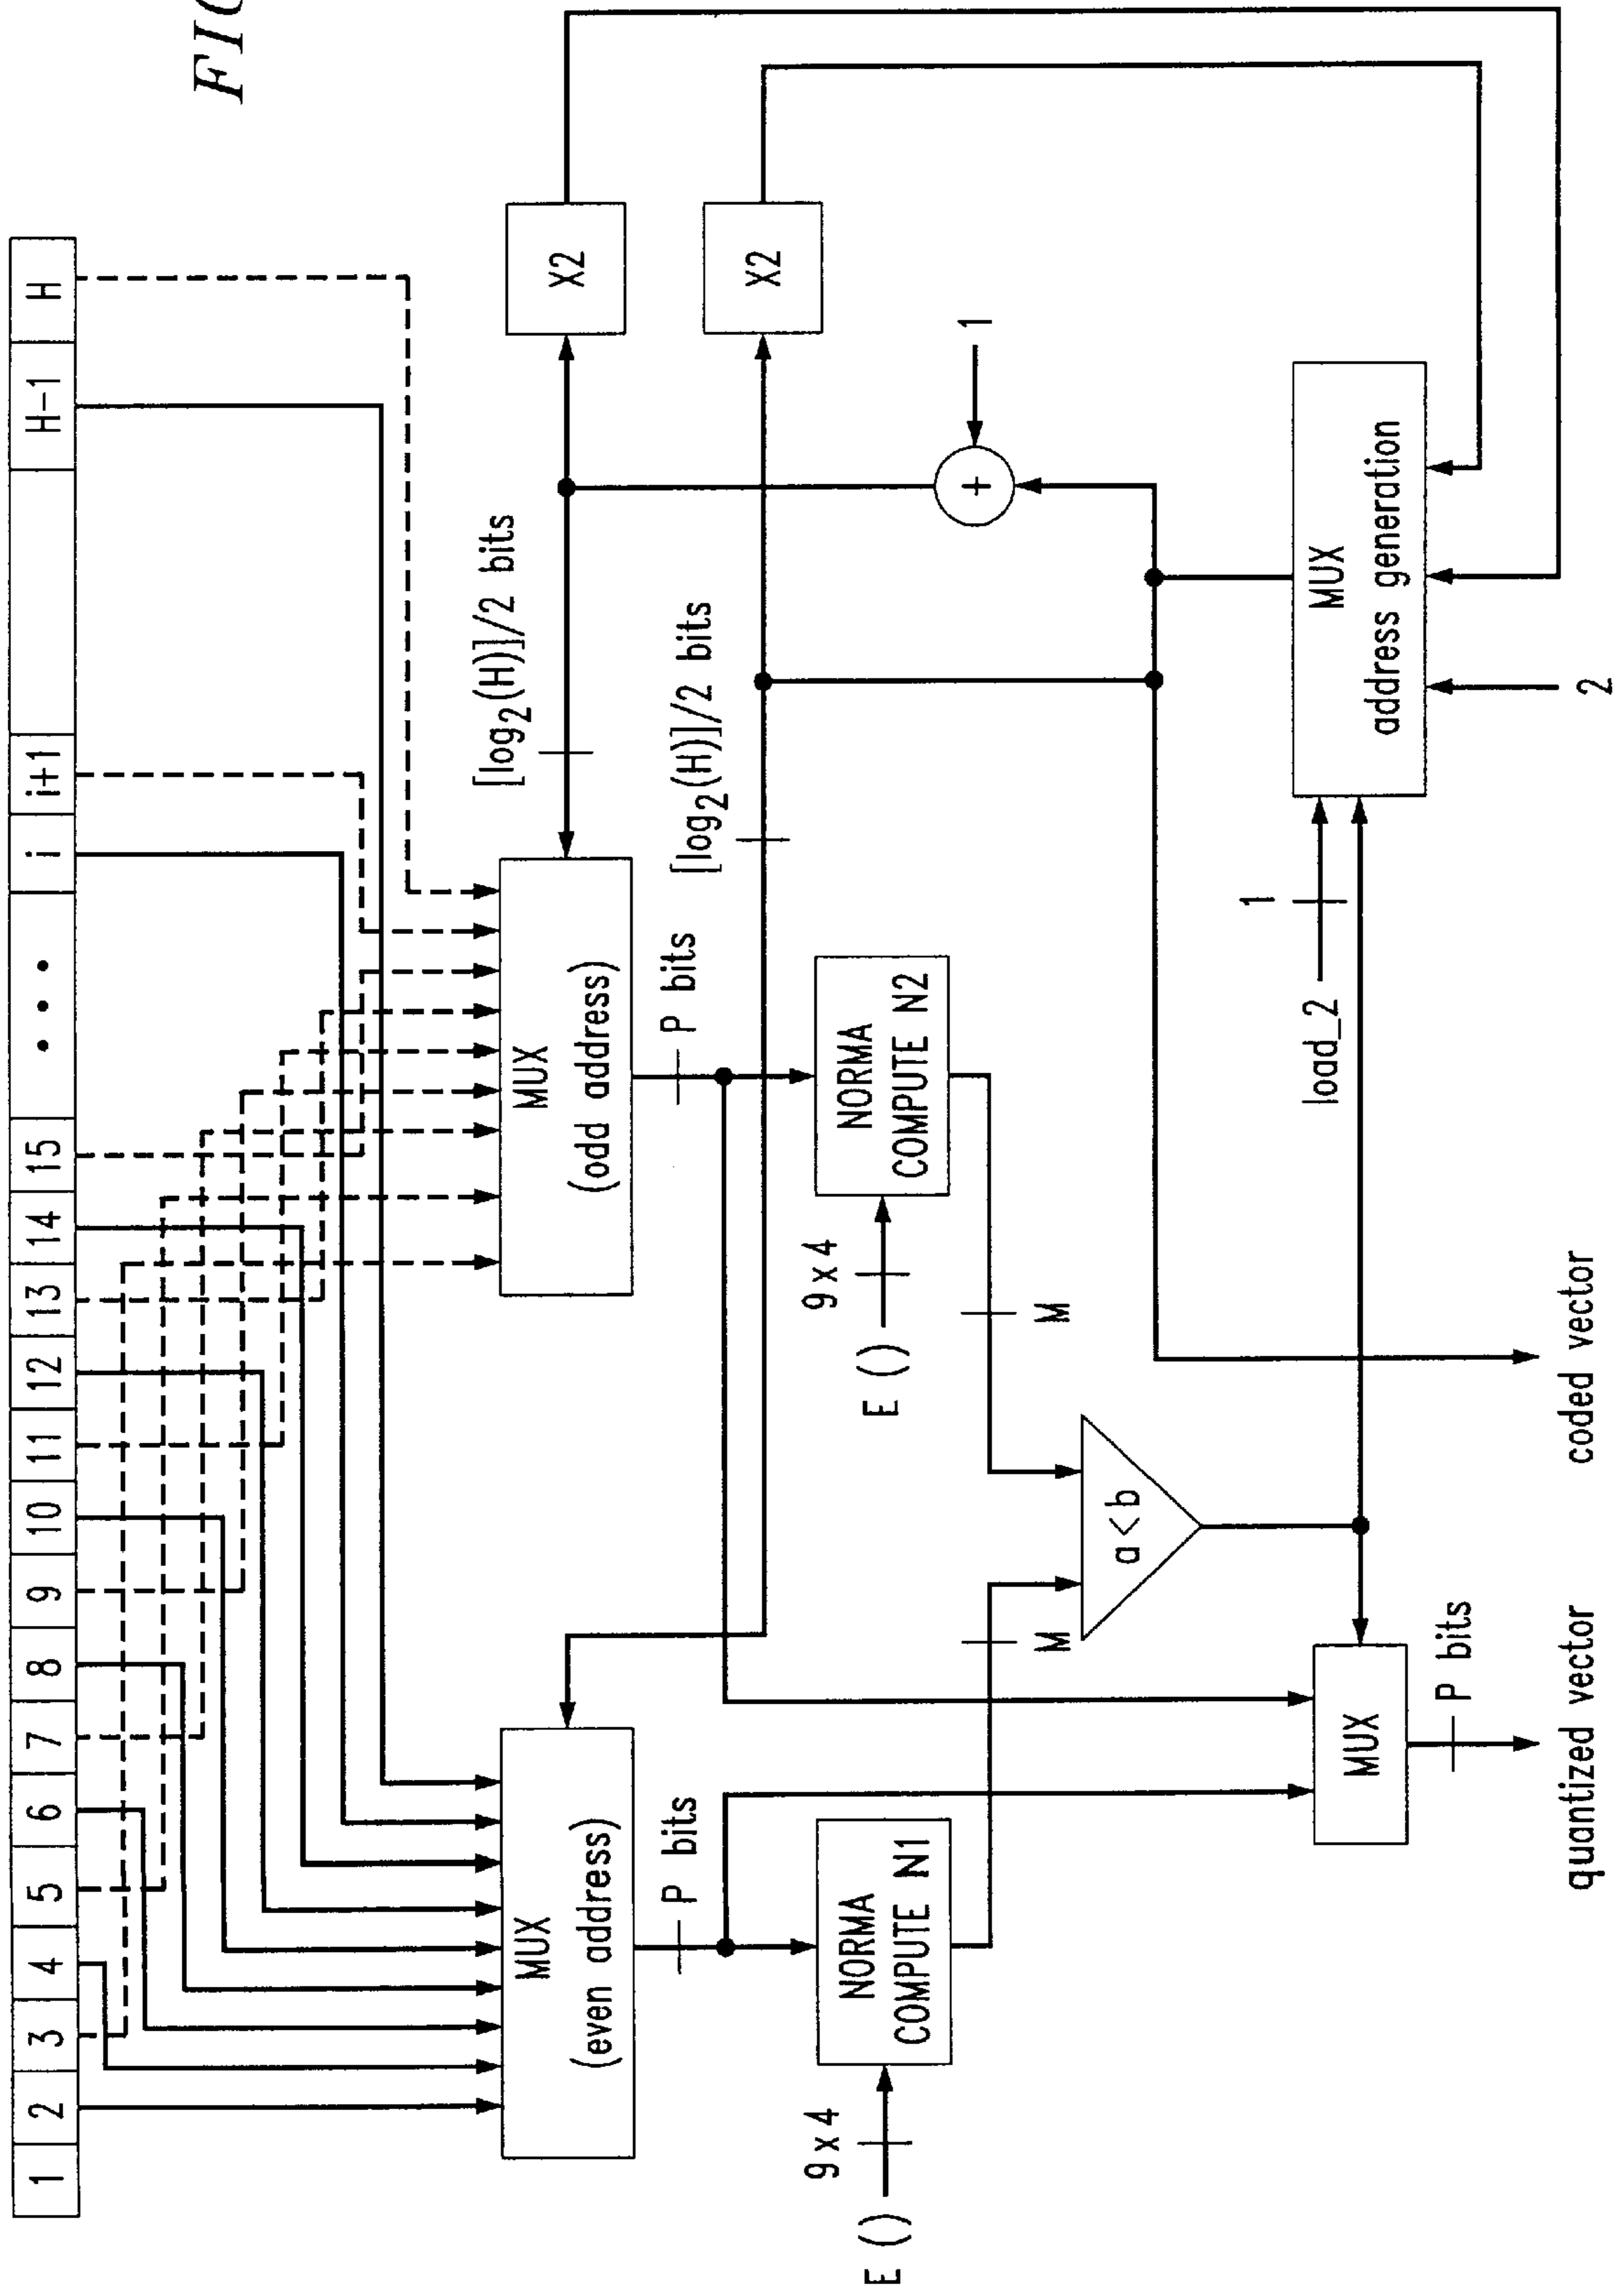 FIG
1 2 3 4 5 6 7 8 9 10 11 12 13 14 15 • • • i i+1 H-1 H
X2
X2
[log2(H)]/2 bits
[log2(H)]/2 bits
MUX
(even address)
MUX
(odd address)
P bits
P bits
1
+
E ()
9 x 4
NORMA
COMPUTE N1
E ()
9 x 4
NORMA
COMPUTE N2
M
M
a<b
load_2
1
MUX
address generation
2
MUX
P bits
quantized vector
coded vector